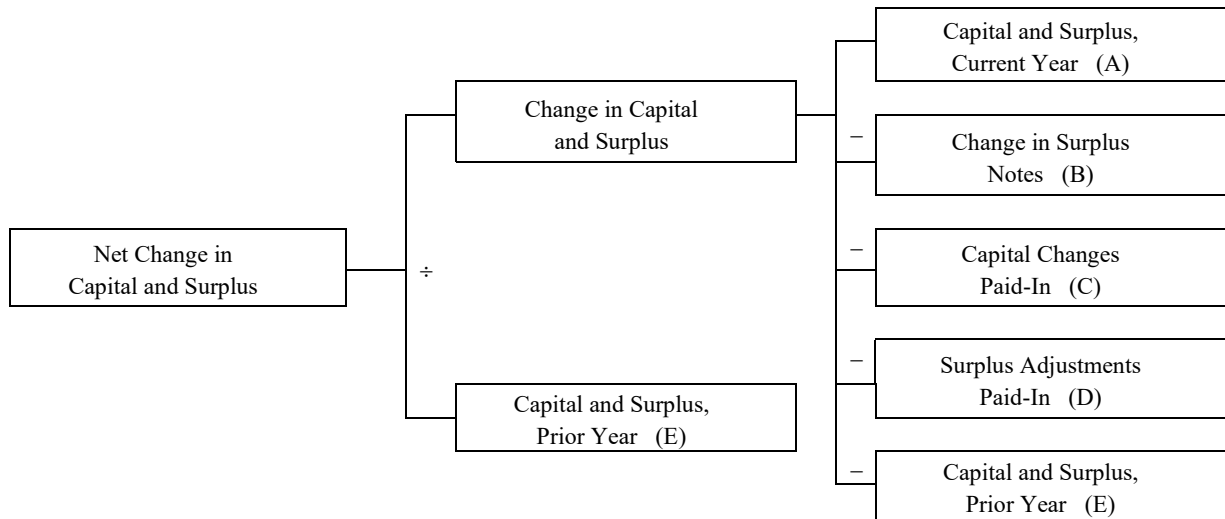 Capital and Surplus,
Current Year (A)
Change in Capital
and Surplus
–
Change in Surplus
Notes (B)
Net Change in
Capital and Surplus
÷
–
Capital Changes
Paid-In (C)
–
Surplus Adjustments
Paid-In (D)
Capital and Surplus,
Prior Year (E)
–
Capital and Surplus,
Prior Year (E)